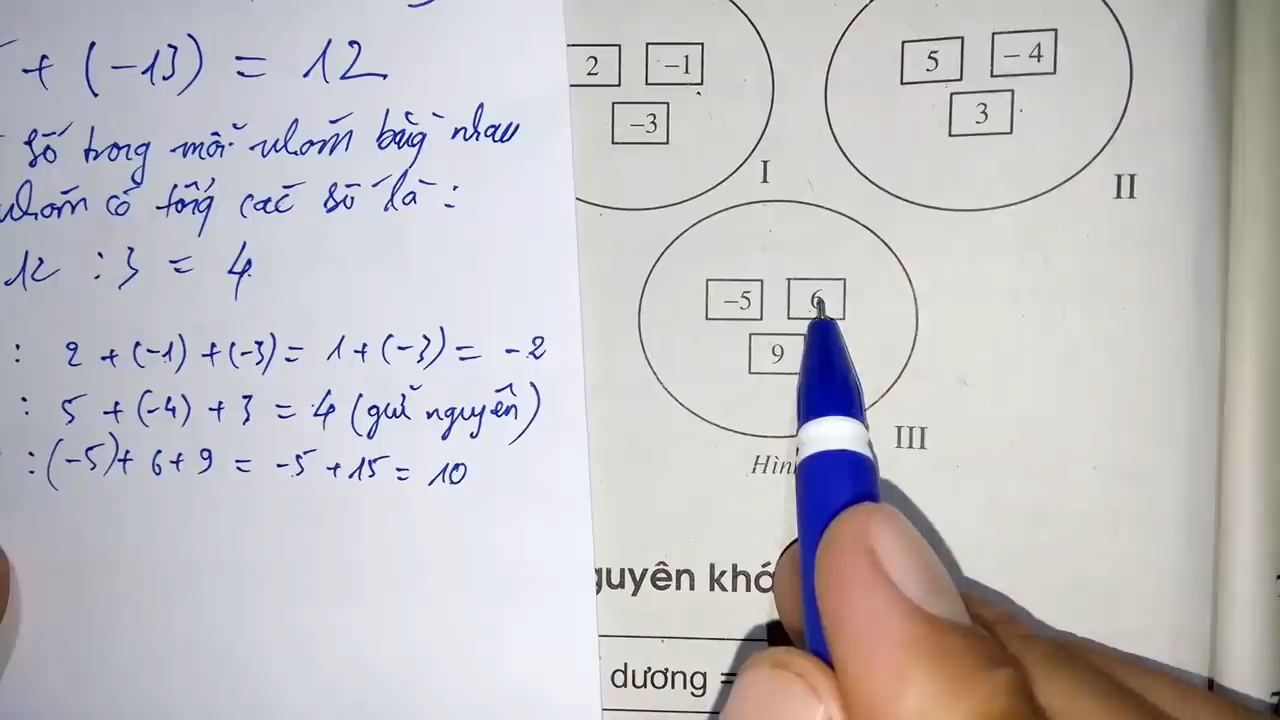 + (-13) = 12
số trong mỗi nhóm bằng nhau
nhóm có tổng các số là :
12 : 3 = 4
: 2 + (-1) + (-3) = 1 + (-3) = -2
: 5 + (-4) + 3 = 4 (giữ nguyên)
: (-5) + 6 + 9 = -5 + 15 = 10
2 -1
-3
I
5 -4
3
II
-5 6
9
III
Hìn
guyên khó
dương =